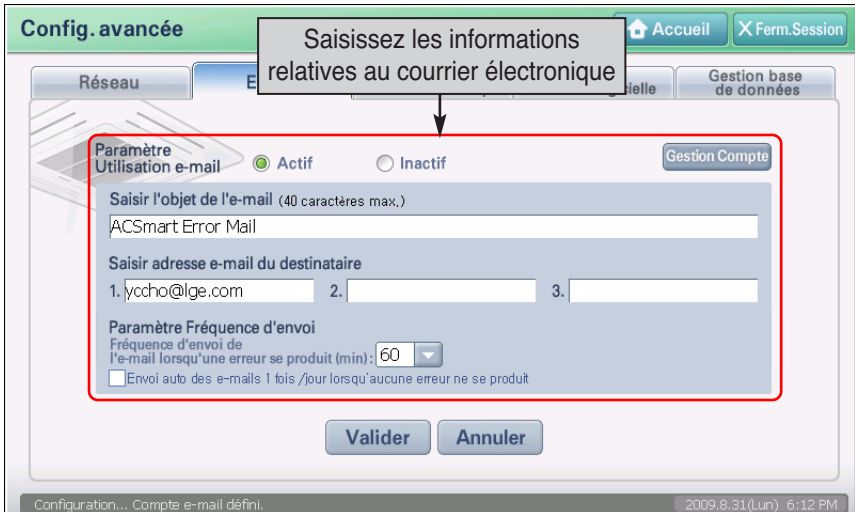 Config.avancée
Saisissez les informations
relatives au courrier électronique
Accueil
X Ferm.Session
Réseau
E
cielle
Gestion base
de données
Paramètre
Utilisation e-mail
Actif
Inactif
Gestion Compte
Saisir l'objet de l'e-mail (40 caractères max.)
ACSmart Error Mail
Saisir adresse e-mail du destinataire
1. yccho@lge.com 2. 3.
Paramètre Fréquence d'envoi
Fréquence d'envoi de
l'e-mail lorsqu'une erreur se produit (min): 60
Envoi auto des e-mails 1 fois /jour lorsqu'aucune erreur ne se produit
Valider
Annuler
Configuration... Compte e-mail défini.
2009.8.31(Lun) 6:12 PM